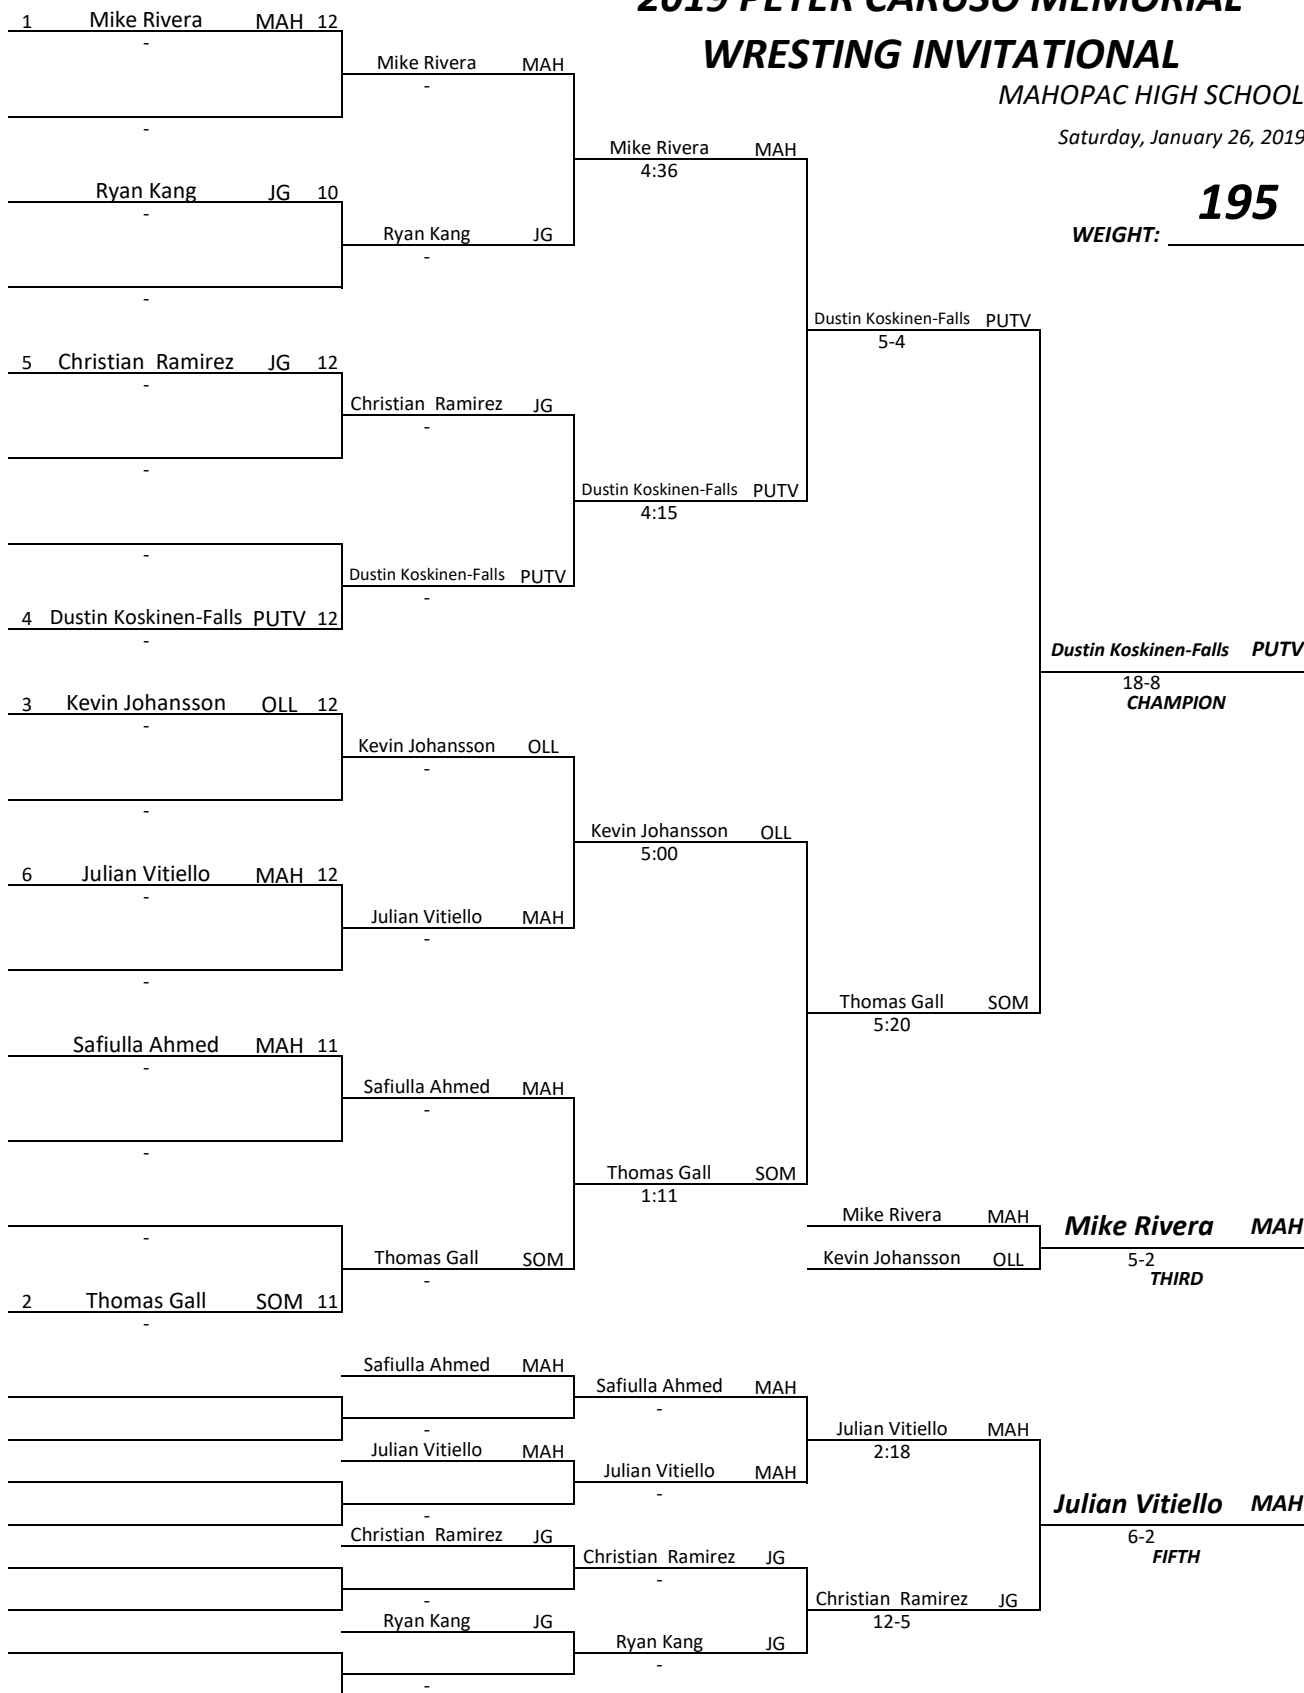 2019 PETER CARUSO MEMORIAL
WRESTING INVITATIONAL
MAHOPAC HIGH SCHOOL
Saturday, January 26, 2019
195
WEIGHT:
1 Mike Rivera MAH 12
-
-
Ryan Kang JG 10
-
-
5 Christian Ramirez JG 12
-
-
-
4 Dustin Koskinen-Falls PUTV 12
-
3 Kevin Johansson OLL 12
-
-
6 Julian Vitiello MAH 12
-
-
Safiulla Ahmed MAH 11
-
-
-
2 Thomas Gall SOM 11
-
Mike Rivera MAH
-
Ryan Kang JG
-
Christian Ramirez JG
-
Dustin Koskinen-Falls PUTV
-
Kevin Johansson OLL
-
Julian Vitiello MAH
-
Safiulla Ahmed MAH
-
Thomas Gall SOM
-
Mike Rivera MAH
4:36
Dustin Koskinen-Falls PUTV
4:15
Kevin Johansson OLL
5:00
Thomas Gall SOM
1:11
Dustin Koskinen-Falls PUTV
5-4
Thomas Gall SOM
5:20
Dustin Koskinen-Falls PUTV
18-8
CHAMPION
Mike Rivera MAH
Kevin Johansson OLL
Mike Rivera MAH
5-2
THIRD
Safiulla Ahmed MAH
-
Julian Vitiello MAH
-
Christian Ramirez JG
-
Ryan Kang JG
-
Safiulla Ahmed MAH
-
Julian Vitiello MAH
-
Christian Ramirez JG
-
Ryan Kang JG
-
Julian Vitiello MAH
2:18
Christian Ramirez JG
12-5
Julian Vitiello MAH
6-2
FIFTH